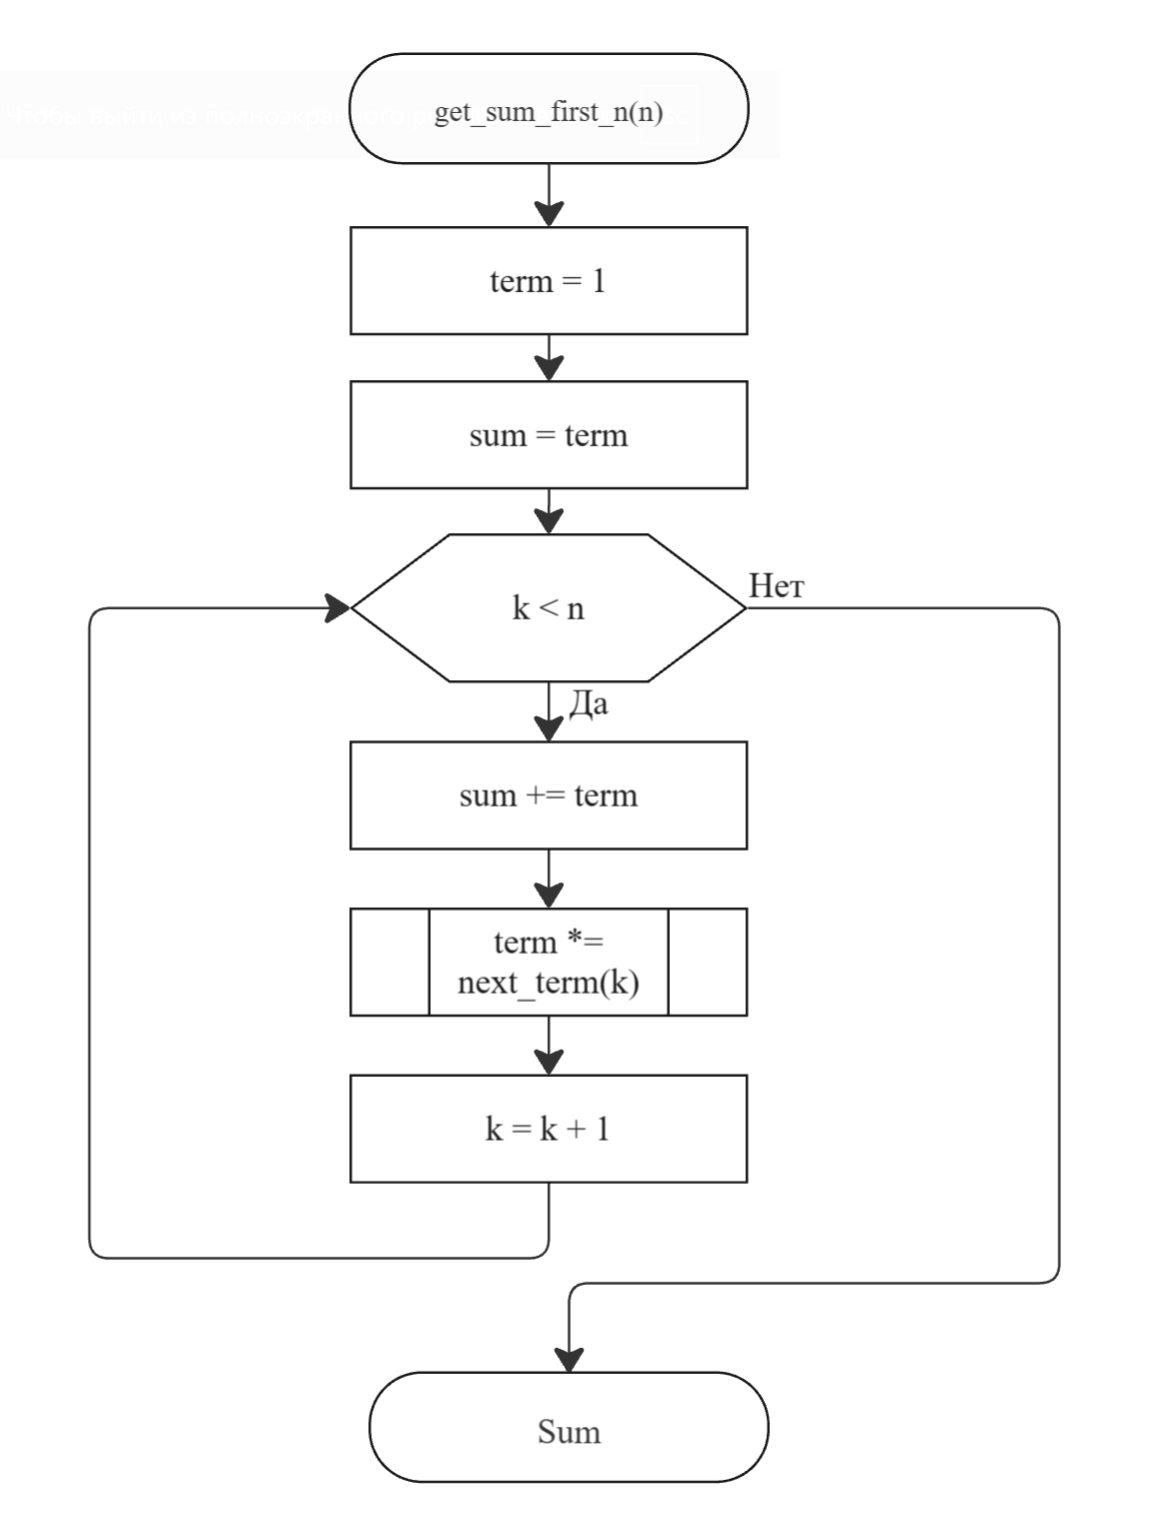 get_sum_first_n(n)
term = 1
sum = term
k < n
Нет
Да
sum += term
term *=
next_term(k)
k = k + 1
Sum